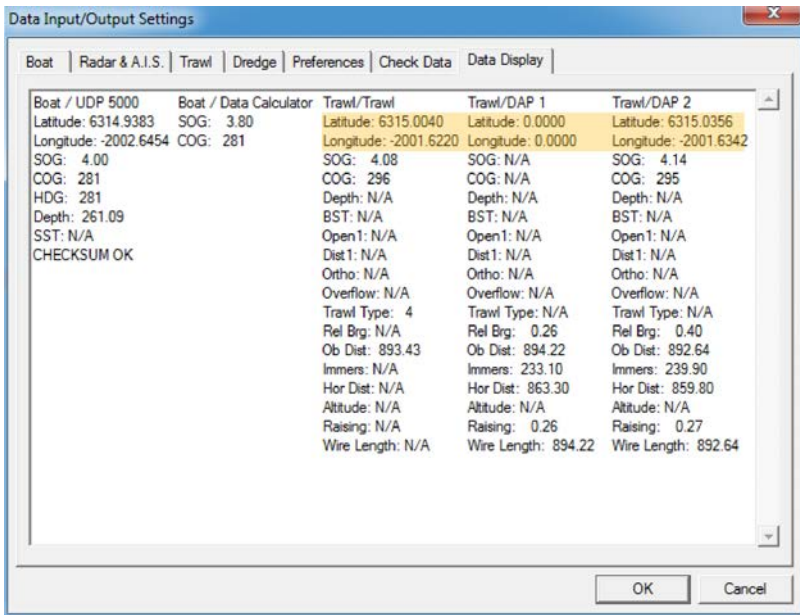 Data Input/Output Settings
Boat Radar & A.I.S. Trawl Dredge Preferences Check Data Data Display
Boat / UDP 5000 Boat / Data Calculator Trawl/Trawl Trawl/DAP 1 Trawl/DAP 2
Latitude: 6314.9383 SOG: 3.80 Latitude: 6315.0040 Latitude: 0.0000 Latitude: 6315.0356
Longitude: -2002.6454 COG: 281 Longitude: -2001.6220 Longitude: 0.0000 Longitude: -2001.6342
SOG: 4.00 SOG: 4.08 SOG: N/A SOG: 4.14
COG: 281 COG: 296 COG: N/A COG: 295
HDG: 281 Depth: N/A Depth: N/A Depth: N/A
Depth: 261.09 BST: N/A BST: N/A BST: N/A
SST: N/A Open1: N/A Open1: N/A Open1: N/A
CHECKSUM OK Dist1: N/A Dist1: N/A Dist1: N/A
Ortho: N/A Ortho: N/A Ortho: N/A
Overflow: N/A Overflow: N/A Overflow: N/A
Trawl Type: 4 Trawl Type: N/A Trawl Type: N/A
Rel Brg: N/A Rel Brg: 0.26 Rel Brg: 0.40
Ob Dist: 893.43 Ob Dist: 894.22 Ob Dist: 892.64
Immers: N/A Immers: 233.10 Immers: 239.90
Hor Dist: N/A Hor Dist: 863.30 Hor Dist: 859.80
Altitude: N/A Altitude: N/A Altitude: N/A
Raising: N/A Raising: 0.26 Raising: 0.27
Wire Length: N/A Wire Length: 894.22 Wire Length: 892.64
OK Cancel